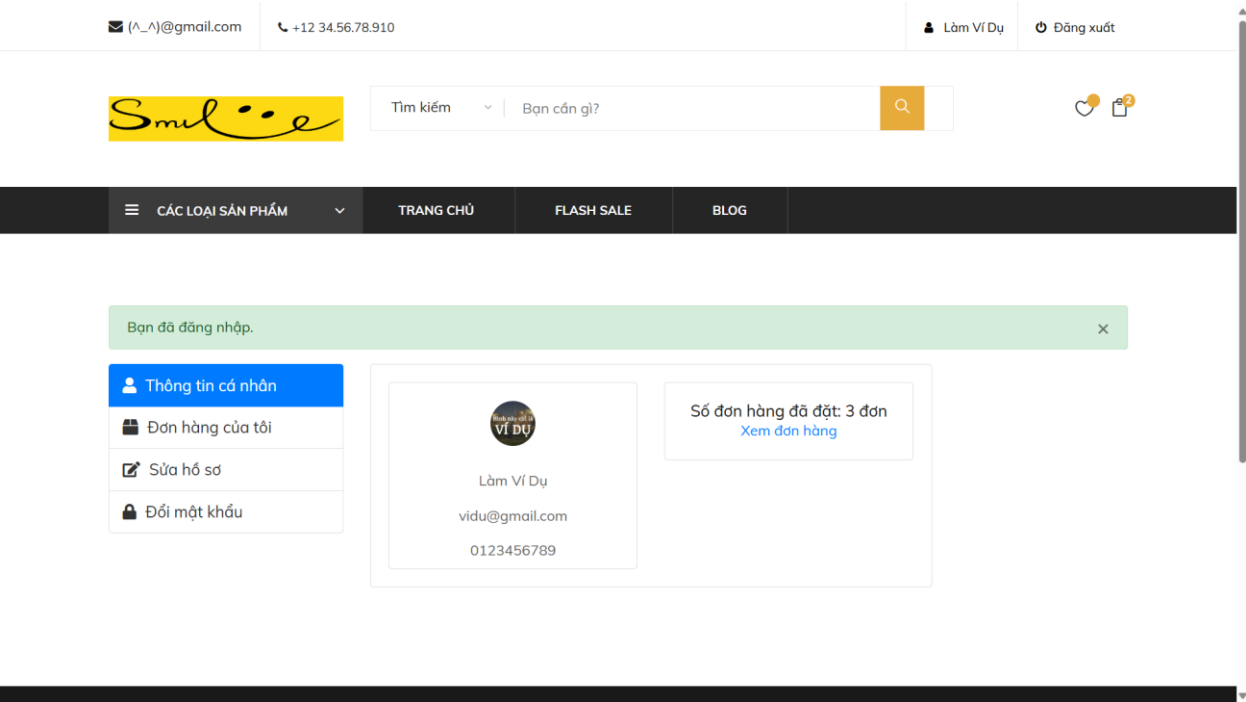 (^_^)@gmail.com
+12 34.56.78.910
Làm Ví Dụ
Đăng xuất
Smile
Tìm kiếm
Bạn cần gì?
2
CÁC LOẠI SẢN PHẨM
TRANG CHỦ
FLASH SALE
BLOG
Bạn đã đăng nhập.
×
Thông tin cá nhân
Đơn hàng của tôi
Sửa hồ sơ
Đổi mật khẩu
VÍ DỤ
Làm Ví Dụ
vidu@gmail.com
0123456789
Số đơn hàng đã đặt: 3 đơn
Xem đơn hàng